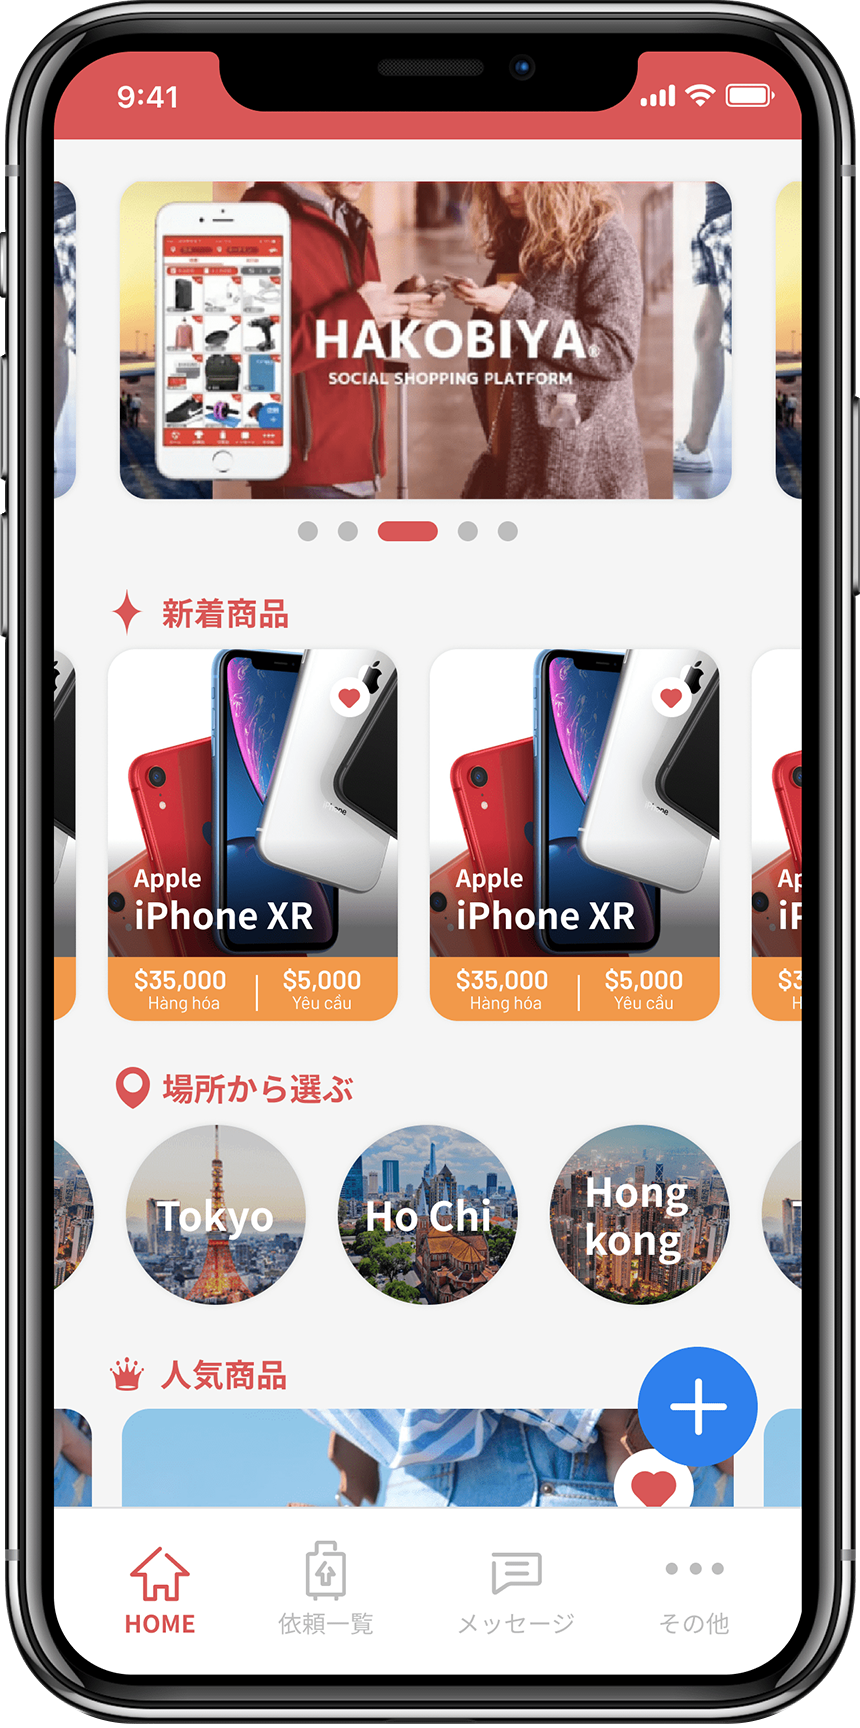 9:41
HAKOBIYA®
SOCIAL SHOPPING PLATFORM
新着商品
Apple
iPhone XR
$35,000
Hàng hóa
$5,000
Yêu cầu
Apple
iPhone XR
$35,000
Hàng hóa
$5,000
Yêu cầu
場所から選ぶ
Tokyo
Ho Chi
Hong
kong
人気商品
HOME
依頼一覧
メッセージ
その他